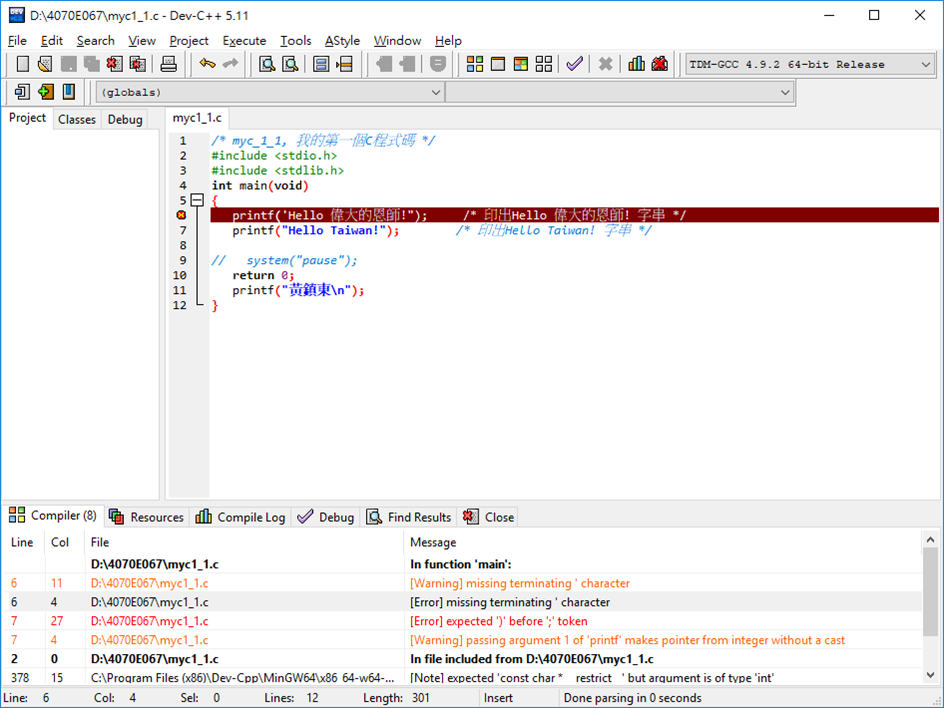 D:\4070E067\myc1_1.c - Dev-C++ 5.11
File Edit Search View Project Execute Tools AStyle Window Help
TDM-GCC 4.9.2 64-bit Release
(globals)
Project Classes Debug myc1_1.c
1 /* myc_1_1, 我的第一個C程式碼 */
2 #include <stdio.h>
3 #include <stdlib.h>
4 int main(void)
5 {
printf('Hello 偉大的恩師!"); /* 印出Hello 偉大的恩師! 字串 */
7 printf("Hello Taiwan!"); /* 印出Hello Taiwan! 字串 */
8
9 // system("pause");
10 return 0;
11 printf("黃鎮東\n");
12 }
Compiler (8) Resources Compile Log Debug Find Results Close
Line Col File Message
D:\4070E067\myc1_1.c In function 'main':
6 11 D:\4070E067\myc1_1.c [Warning] missing terminating ' character
6 4 D:\4070E067\myc1_1.c [Error] missing terminating ' character
7 27 D:\4070E067\myc1_1.c [Error] expected ')' before ';' token
7 4 D:\4070E067\myc1_1.c [Warning] passing argument 1 of 'printf' makes pointer from integer without a cast
2 0 D:\4070E067\myc1_1.c In file included from D:\4070E067\myc1_1.c
378 15 C:\Program Files (x86)\Dev-Cpp\MinGW64\x86_64-w64-... [Note] expected 'const char * __restrict__' but argument is of type 'int'
Line: 6 Col: 4 Sel: 0 Lines: 12 Length: 301 Insert Done parsing in 0 seconds